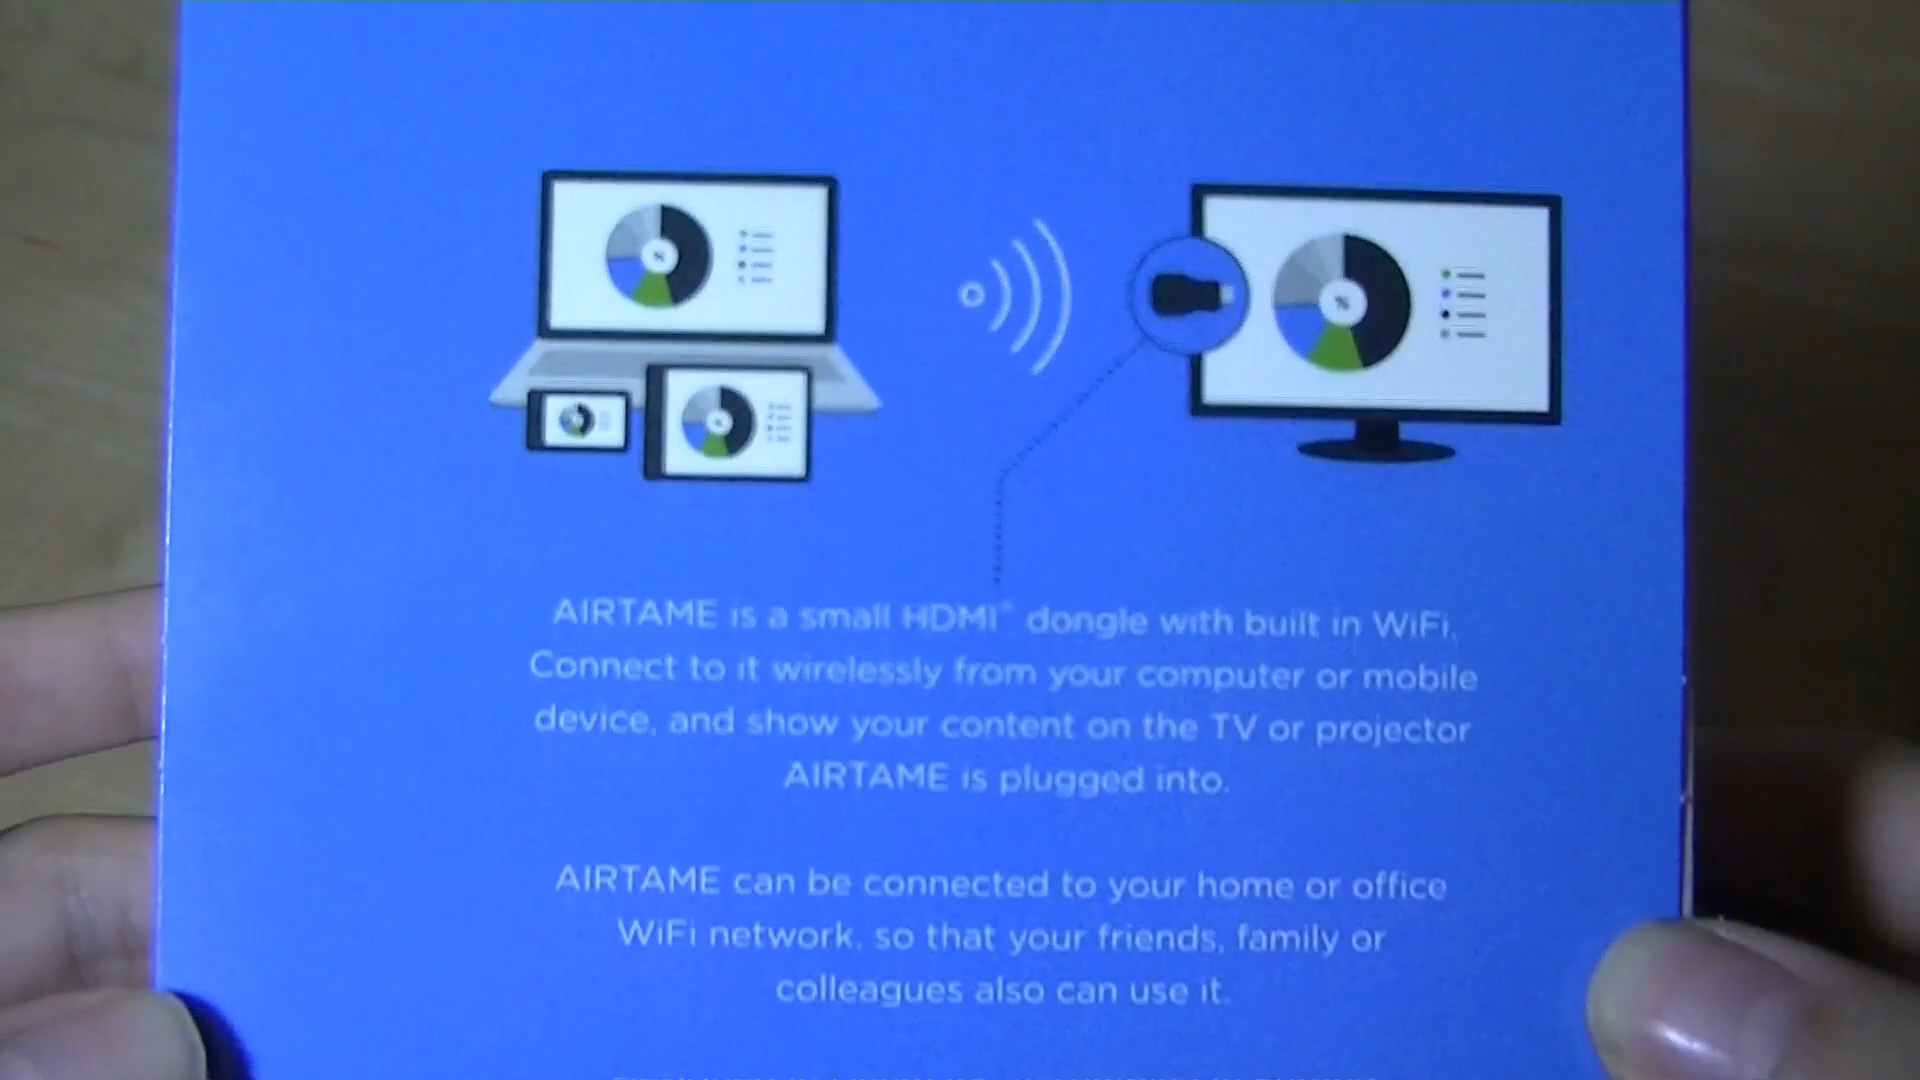 AIRTAME is a small HDMI® dongle with built in WiFi.
Connect to it wirelessly from your computer or mobile
device, and show your content on the TV or projector
AIRTAME is plugged into.
AIRTAME can be connected to your home or office
WiFi network, so that your friends, family or
colleagues also can use it.